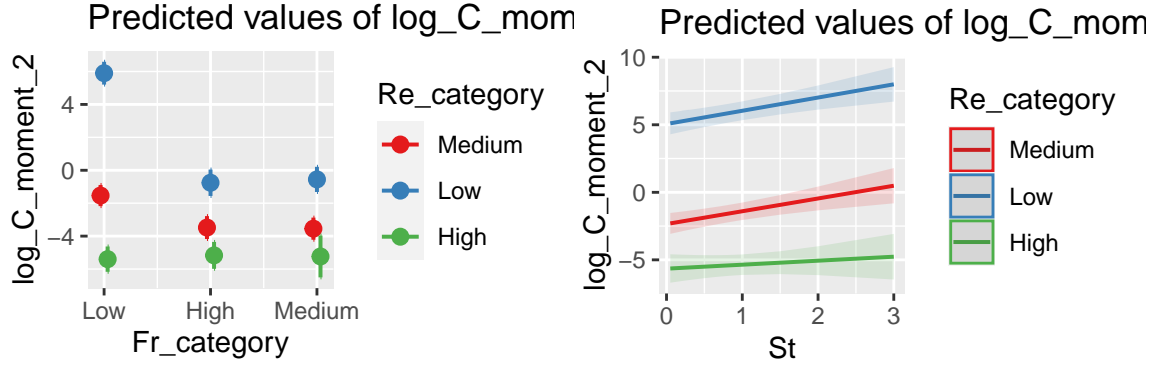 Predicted values of log_C_mom
log_C_moment_2
4
0
−4
Low
High
Medium
Fr_category
Re_category
Medium
Low
High
Predicted values of log_C_mom
log_C_moment_2
10
5
0
−5
0
1
2
3
St
Re_category
Medium
Low
High